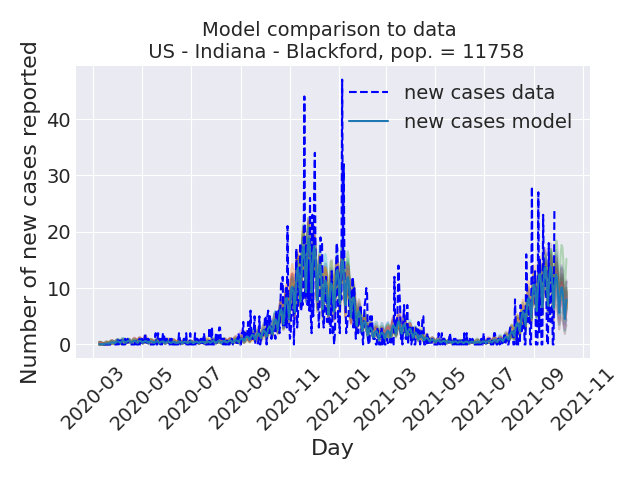 Model comparison to data
US - Indiana - Blackford, pop. = 11758
Number of new cases reported
40
30
20
10
0
new cases data
new cases model
2020-03
2020-05
2020-07
2020-09
2020-11
2021-01
2021-03
2021-05
2021-07
2021-09
2021-11
Day